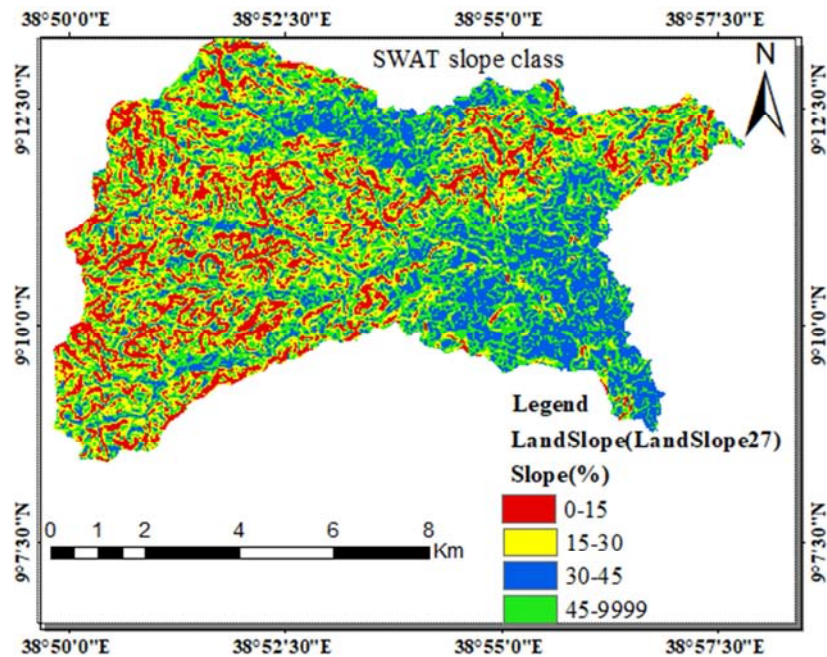 38°50'0"E 38°52'30"E 38°55'0"E 38°57'30"E
SWAT slope class
N
9°12'30"N 9°12'30"N
9°10'0"N 9°10'0"N
Legend
LandSlope(LandSlope27)
Slope(%)
0-15
15-30
30-45
45-9999
0 1 2 4 6 8
Km
9°7'30"N 9°7'30"N
38°50'0"E 38°52'30"E 38°55'0"E 38°57'30"E